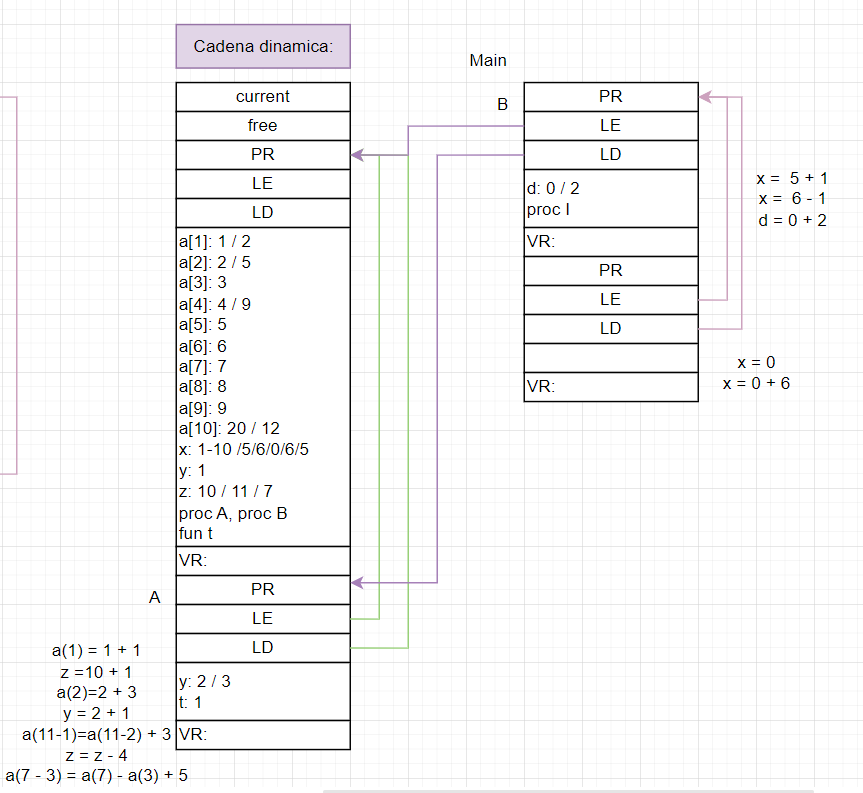 Cadena dinamica:
current
free
PR
LE
LD
a[1]: 1 / 2
a[2]: 2 / 5
a[3]: 3
a[4]: 4 / 9
a[5]: 5
a[6]: 6
a[7]: 7
a[8]: 8
a[9]: 9
a[10]: 20 / 12
x: 1-10 /5/6/0/6/5
y: 1
z: 10 / 11 / 7
proc A, proc B
fun t
VR:
A
PR
LE
LD
y: 2 / 3
t: 1
VR:
a(1) = 1 + 1
z =10 + 1
a(2)=2 + 3
y = 2 + 1
a(11-1)=a(11-2) + 3
z = z - 4
a(7 - 3) = a(7) - a(3) + 5
Main
B
PR
LE
LD
d: 0 / 2
proc I
VR:
PR
LE
LD
VR:
x = 5 + 1
x = 6 - 1
d = 0 + 2
x = 0
x = 0 + 6